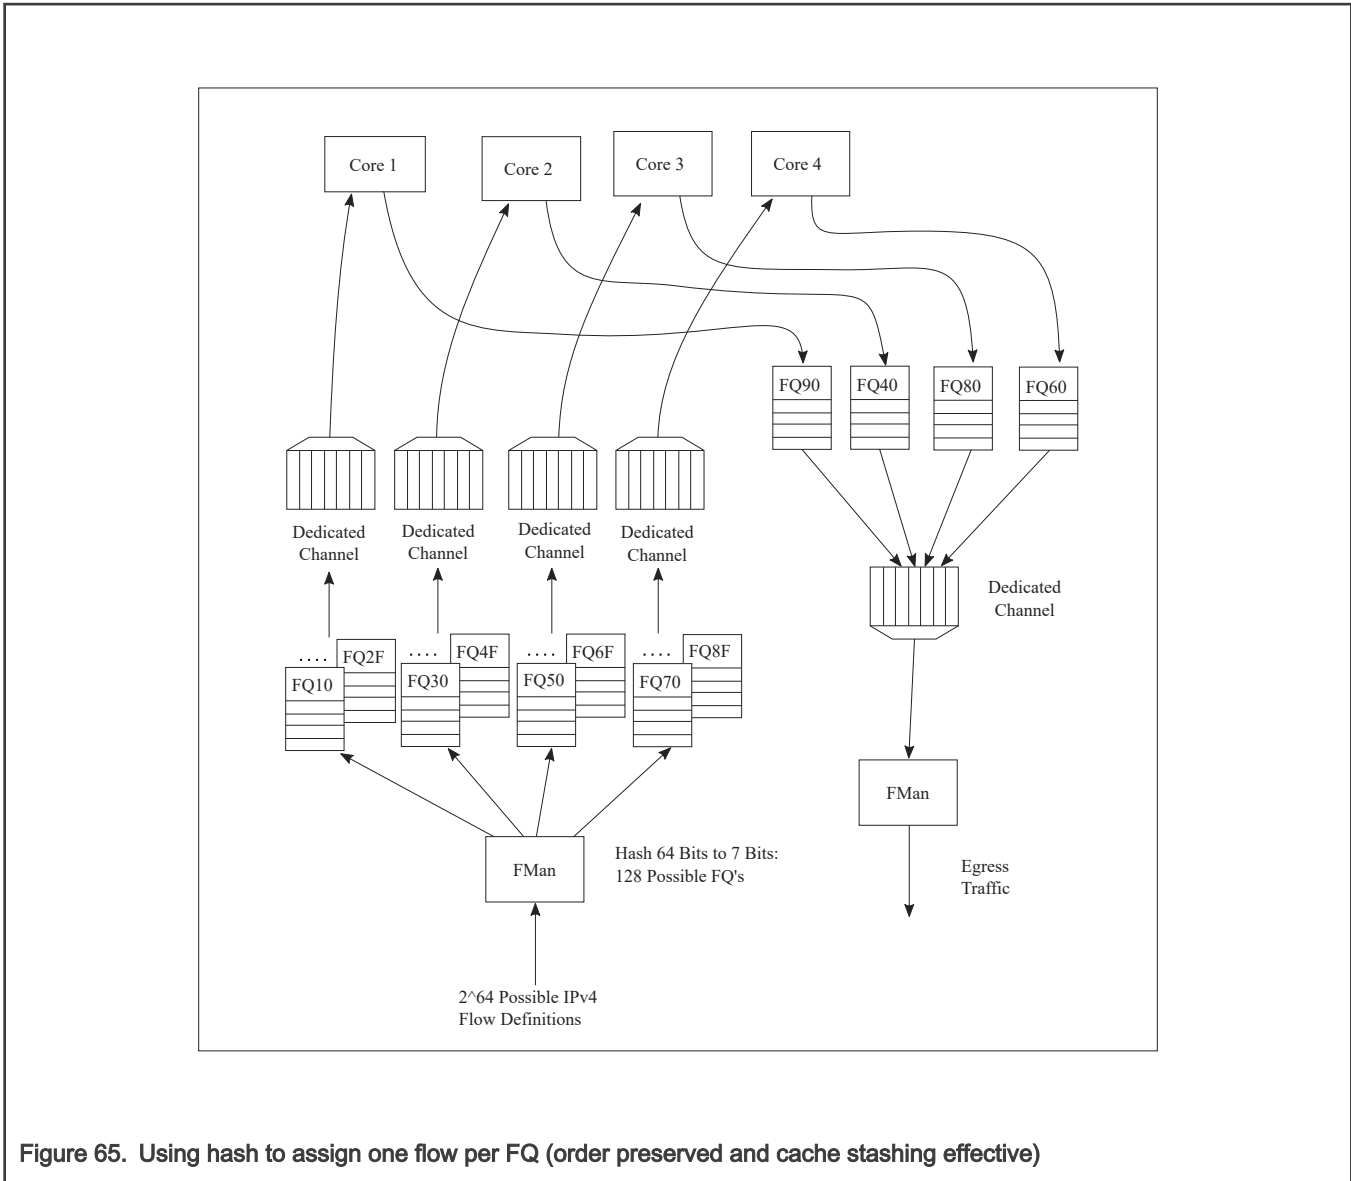 Core 1
Core 2
Core 3
Core 4
FQ90
FQ40
FQ80
FQ60
Dedicated
Channel
Dedicated
Channel
Dedicated
Channel
Dedicated
Channel
Dedicated
Channel
....
FQ2F
FQ10
....
FQ4F
FQ30
....
FQ6F
FQ50
....
FQ8F
FQ70
FMan
Hash 64 Bits to 7 Bits:
128 Possible FQ's
FMan
Egress
Traffic
2^64 Possible IPv4
Flow Definitions
Figure 65. Using hash to assign one flow per FQ (order preserved and cache stashing effective)